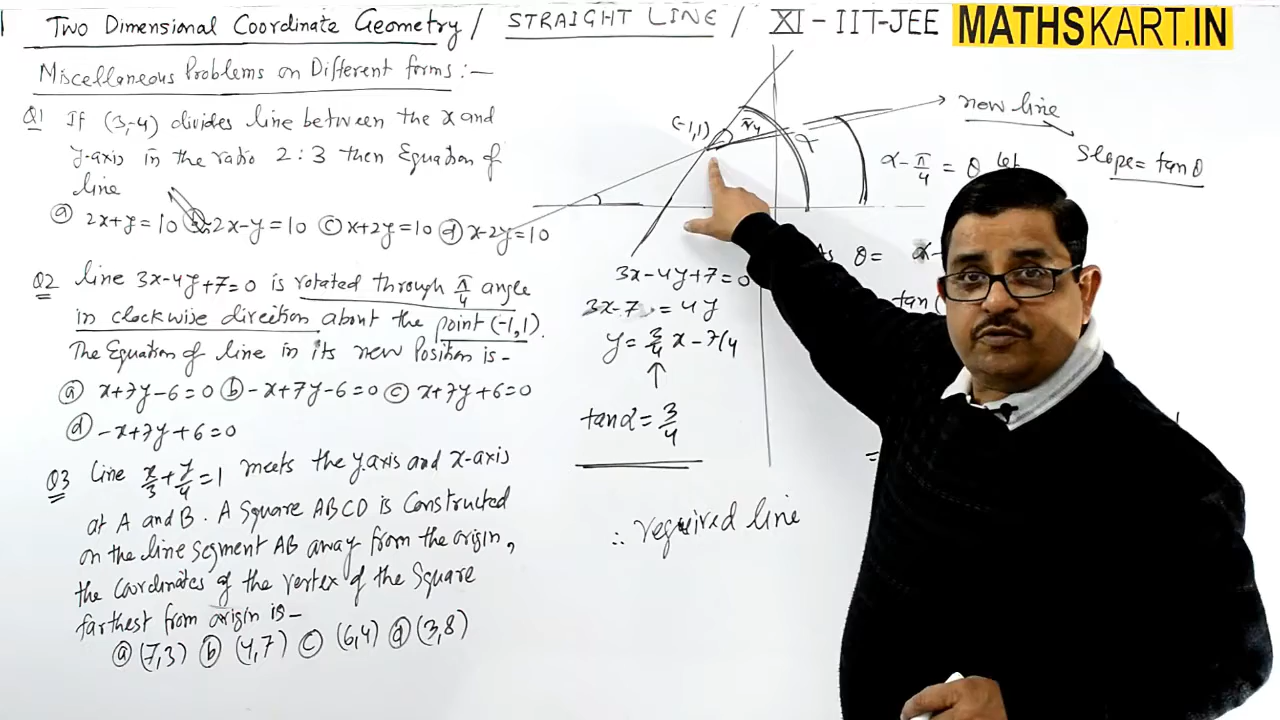 Two Dimensional Coordinate Geometry / STRAIGHT LINE / XI - IIT-JEE
MATHSKART.IN
Miscellaneous Problems on Different forms :-
Q1 If (3,-4) divides line between the x and
y-axis in the ratio 2:3 then Equation of
line
(a) 2x+y=10 (b) 2x-y=10 (c) x+2y=10 (d) x-2y=10
Q2 Line 3x-4y+7=0 is rotated through π/4 angle
in clockwise direction about the point (-1,1).
The Equation of line in its new Position is -
(a) x+7y-6=0 (b) -x+7y-6=0 (c) x+7y+6=0
(d) -x+7y+6=0
Q3 Line x/3+y/4=1 meets the y-axis and x-axis
at A and B. A Square ABCD is constructed
on the line segment AB away from the origin,
the coordinates of the vertex of the Square
farthest from origin is -
(a) (7,3) (b) (4,7) (c) (6,4) (d) (3,8)
(-1,1)
π/4
α
new line
Slope = tanθ
α-π/4 = θ let
3x-4y+7=0
3x-7 = 4y
y = 3/4 x - 7/4
tanα = 3/4
As θ = α-
tan(
=
∴ required line